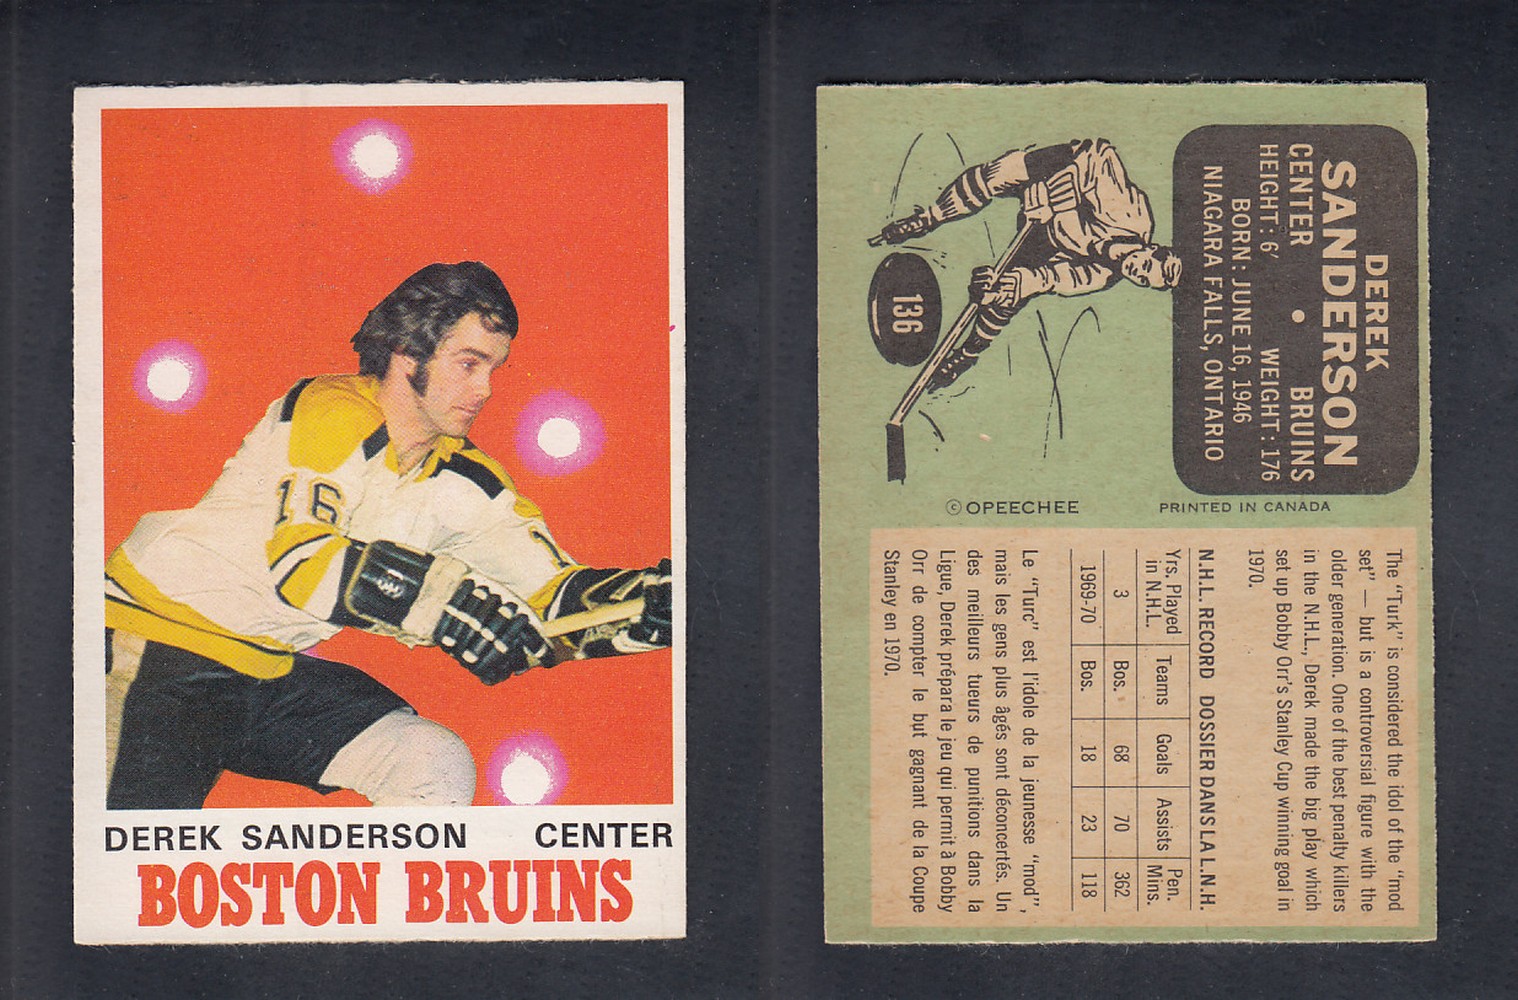 16
1
DEREK SANDERSON CENTER
BOSTON BRUINS
DEREK
SANDERSON
CENTER • BRUINS
HEIGHT: 6' WEIGHT: 176
BORN: JUNE 16, 1946
NIAGARA FALLS, ONTARIO
136
© OPEECHEE PRINTED IN CANADA
The "Turk" is considered the idol of the "mod
set" — but is a controversial figure with the
older generation. One of the best penalty killers
in the N.H.L., Derek made the big play which
set up Bobby Orr's Stanley Cup winning goal in
1970.
N.H.L. RECORD DOSSIER DANS LA L.N.H.
Yrs. Played in N.H.L. Teams Goals Assists Pen. Mins.
3 Bos. 68 70 362
1969-70 Bos. 18 23 118
Le "Turc" est l'idole de la jeunesse "mod",
mais les gens plus âgés sont déconcertés. Un
des meilleurs tueurs de punitions dans la
Ligue, Derek prépara le jeu qui permit à Bobby
Orr de compter le but gagnant de la Coupe
Stanley en 1970.